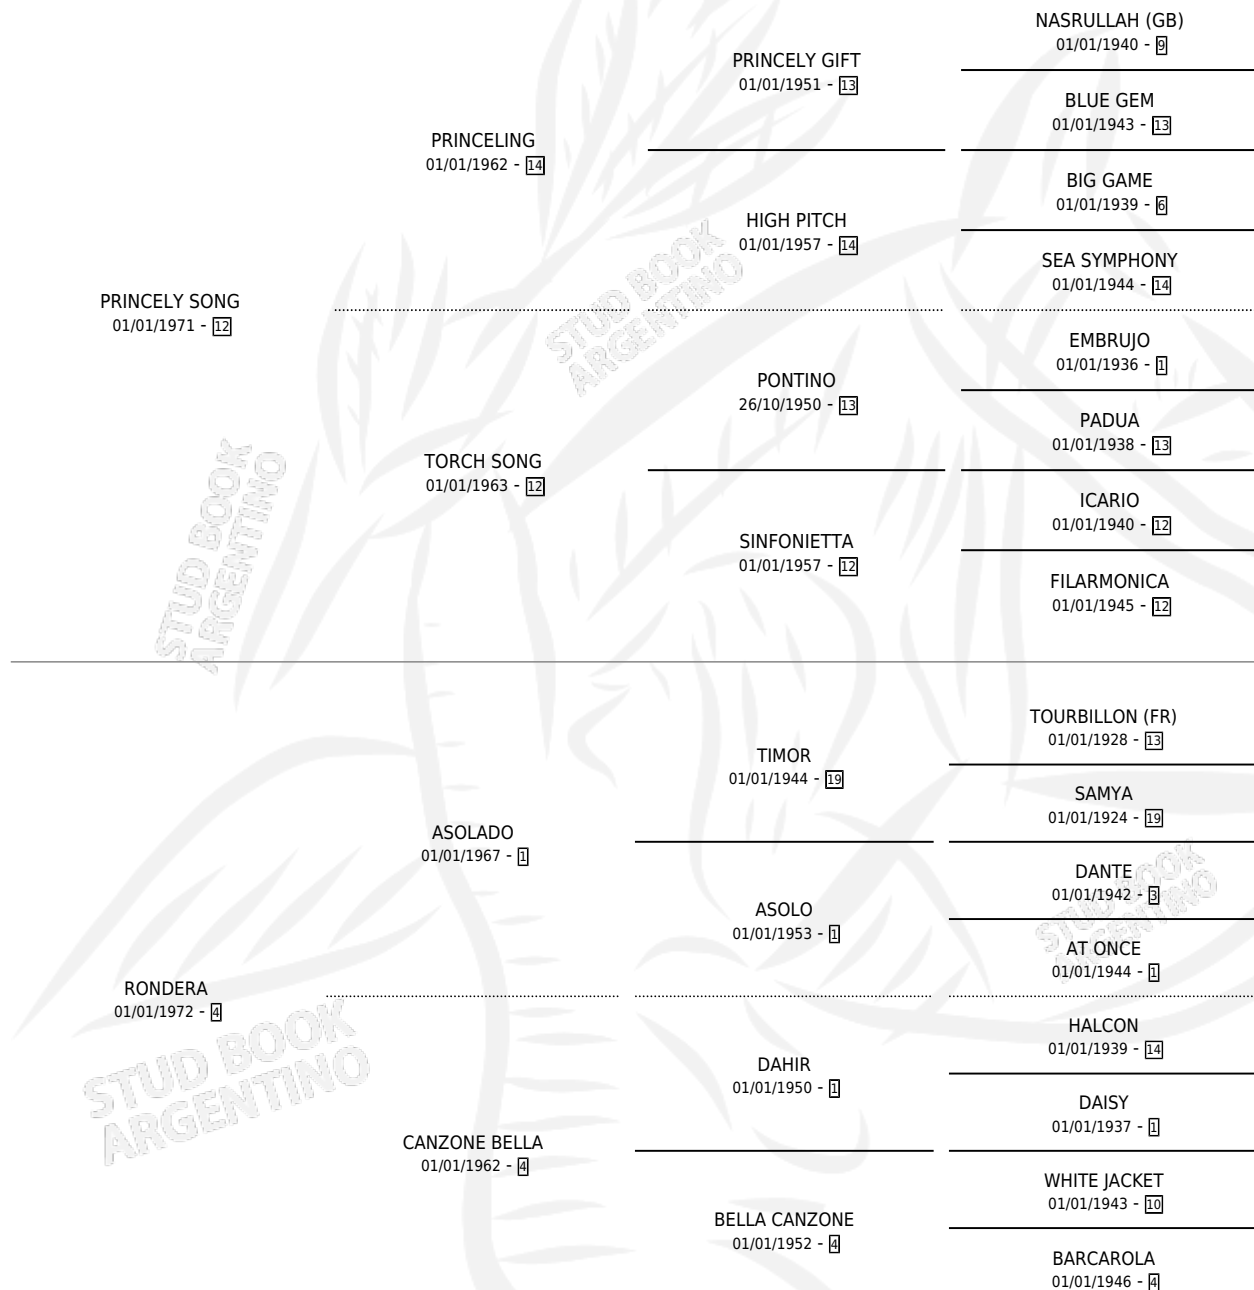 PRINCELY SONG
01/01/1971 - 12
PRINCELING
01/01/1962 - 14
TORCH SONG
01/01/1963 - 12
PRINCELY GIFT
01/01/1951 - 13
HIGH PITCH
01/01/1957 - 14
PONTINO
26/10/1950 - 13
SINFONIETTA
01/01/1957 - 12
NASRULLAH (GB)
01/01/1940 - 9
BLUE GEM
01/01/1943 - 13
BIG GAME
01/01/1939 - 6
SEA SYMPHONY
01/01/1944 - 14
EMBRUJO
01/01/1936 - 1
PADUA
01/01/1938 - 13
ICARIO
01/01/1940 - 12
FILARMONICA
01/01/1945 - 12
RONDERA
01/01/1972 - 4
ASOLADO
01/01/1967 - 1
CANZONE BELLA
01/01/1962 - 4
TIMOR
01/01/1944 - 19
ASOLO
01/01/1953 - 1
DAHIR
01/01/1950 - 1
BELLA CANZONE
01/01/1952 - 4
TOURBILLON (FR)
01/01/1928 - 13
SAMYA
01/01/1924 - 19
DANTE
01/01/1942 - 3
AT ONCE
01/01/1944 - 1
HALCON
01/01/1939 - 14
DAISY
01/01/1937 - 1
WHITE JACKET
01/01/1943 - 10
BARCAROLA
01/01/1946 - 4
STUD BOOK
ARGENTINO
STUD BOOK
ARGENTINO
STUD BOOK
ARGENTINO
STUD BOOK
ARGENTINO